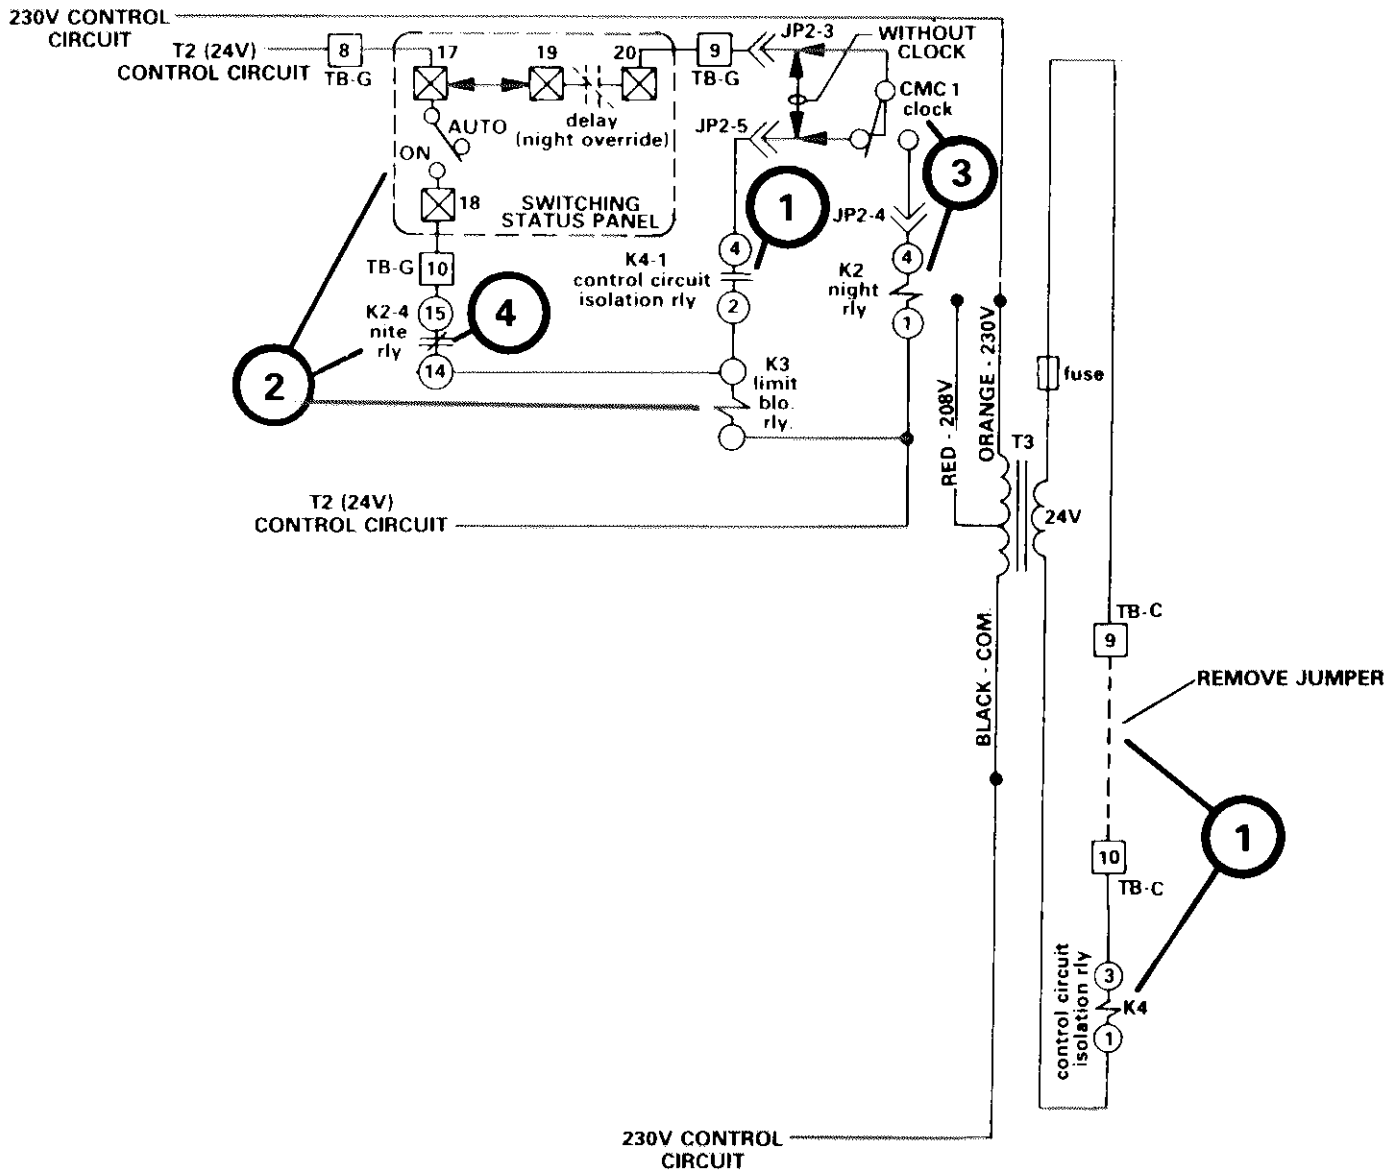 230V CONTROL
CIRCUIT
T2 (24V)
CONTROL CIRCUIT
8
TB-G
17
19
20
9
TB-G
JP2-3
WITHOUT
CLOCK
CMC 1
clock
AUTO
delay
(night override)
JP2-5
ON
18
SWITCHING
STATUS PANEL
1
3
JP2-4
TB-G
10
K4-1
control circuit
isolation rly
4
2
K2
night
rly
4
1
K2-4
nite
rly
15
14
4
2
K3
limit
blo.
rly.
RED - 208V
ORANGE - 230V
fuse
T3
24V
T2 (24V)
CONTROL CIRCUIT
BLACK - COM.
TB-C
9
REMOVE JUMPER
1
10
TB-C
control circuit
isolation rly
3
K4
1
230V CONTROL
CIRCUIT